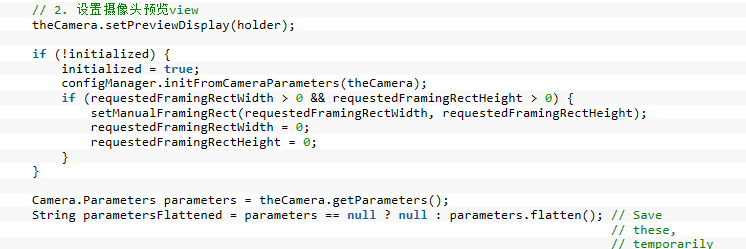 // 2. 设置摄像头预览view
theCamera.setPreviewDisplay(holder);
if (!initialized) {
initialized = true;
configManager.initFromCameraParameters(theCamera);
if (requestedFramingRectWidth > 0 && requestedFramingRectHeight > 0) {
setManualFramingRect(requestedFramingRectWidth, requestedFramingRectHeight);
requestedFramingRectWidth = 0;
requestedFramingRectHeight = 0;
}
}
Camera.Parameters parameters = theCamera.getParameters();
String parametersFlattened = parameters == null ? null : parameters.flatten(); // Save
// these,
// temporarily